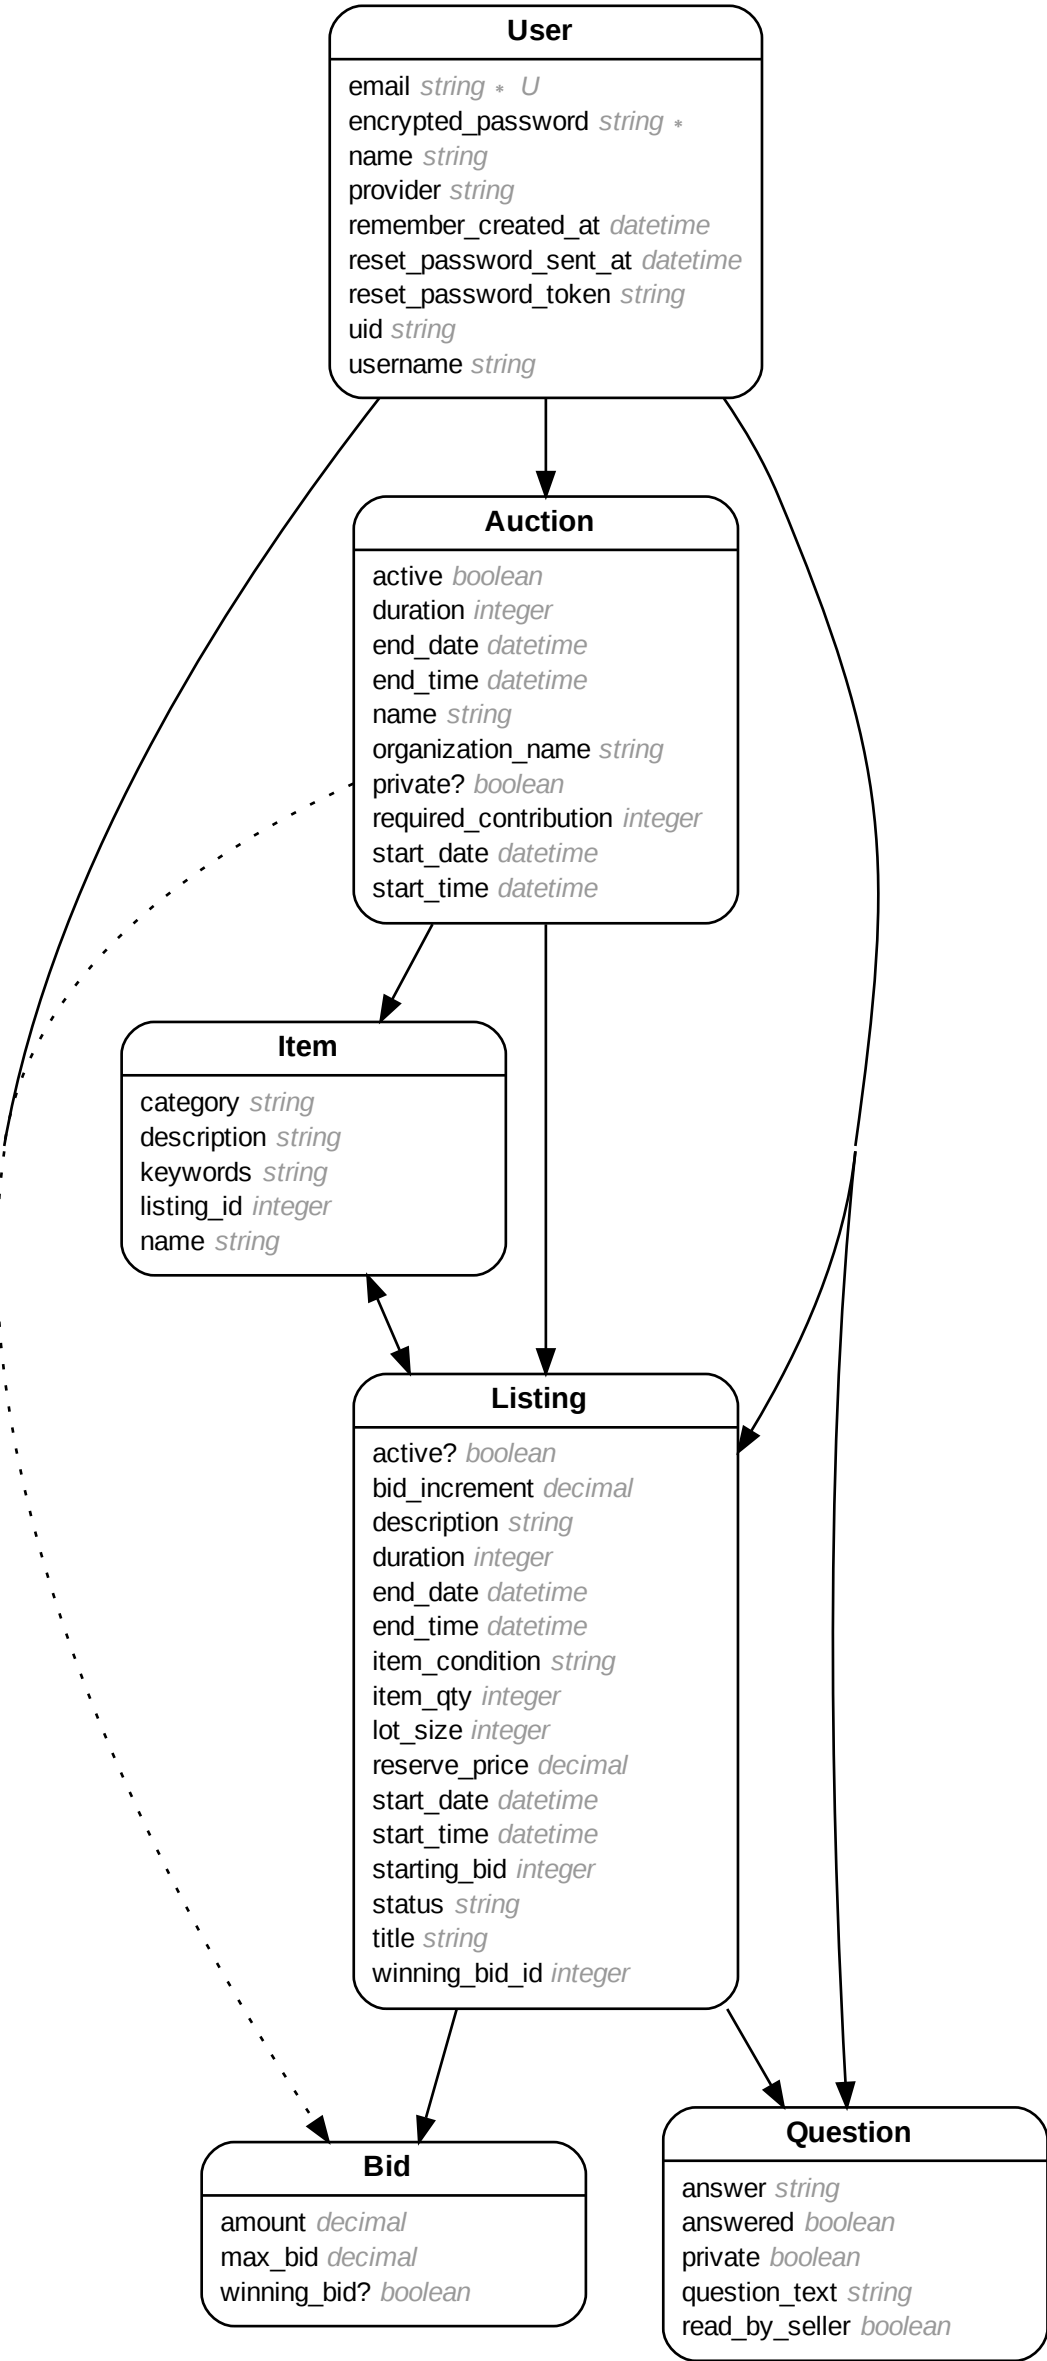 User
email string * U
encrypted_password string *
name string
provider string
remember_created_at datetime
reset_password_sent_at datetime
reset_password_token string
uid string
username string
Auction
active boolean
duration integer
end_date datetime
end_time datetime
name string
organization_name string
private? boolean
required_contribution integer
start_date datetime
start_time datetime
Item
category string
description string
keywords string
listing_id integer
name string
Listing
active? boolean
bid_increment decimal
description string
duration integer
end_date datetime
end_time datetime
item_condition string
item_qty integer
lot_size integer
reserve_price decimal
start_date datetime
start_time datetime
starting_bid integer
status string
title string
winning_bid_id integer
Bid
amount decimal
max_bid decimal
winning_bid? boolean
Question
answer string
answered boolean
private boolean
question_text string
read_by_seller boolean